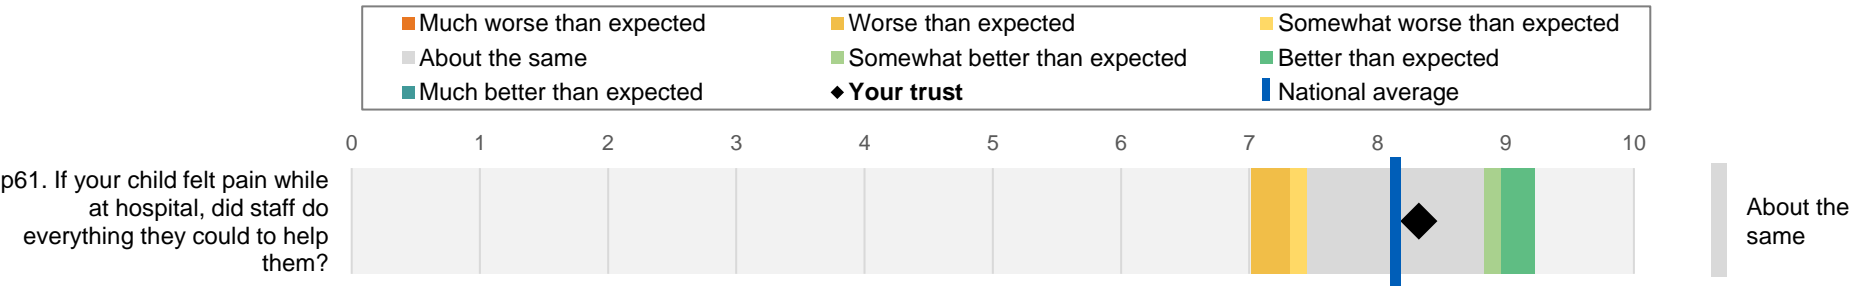 Much worse than expected Worse than expected Somewhat worse than expected
About the same Somewhat better than expected Better than expected
Much better than expected Your trust National average
0 1 2 3 4 5 6 7 8 9 10
p61. If your child felt pain while
at hospital, did staff do
everything they could to help
them?
About the
same